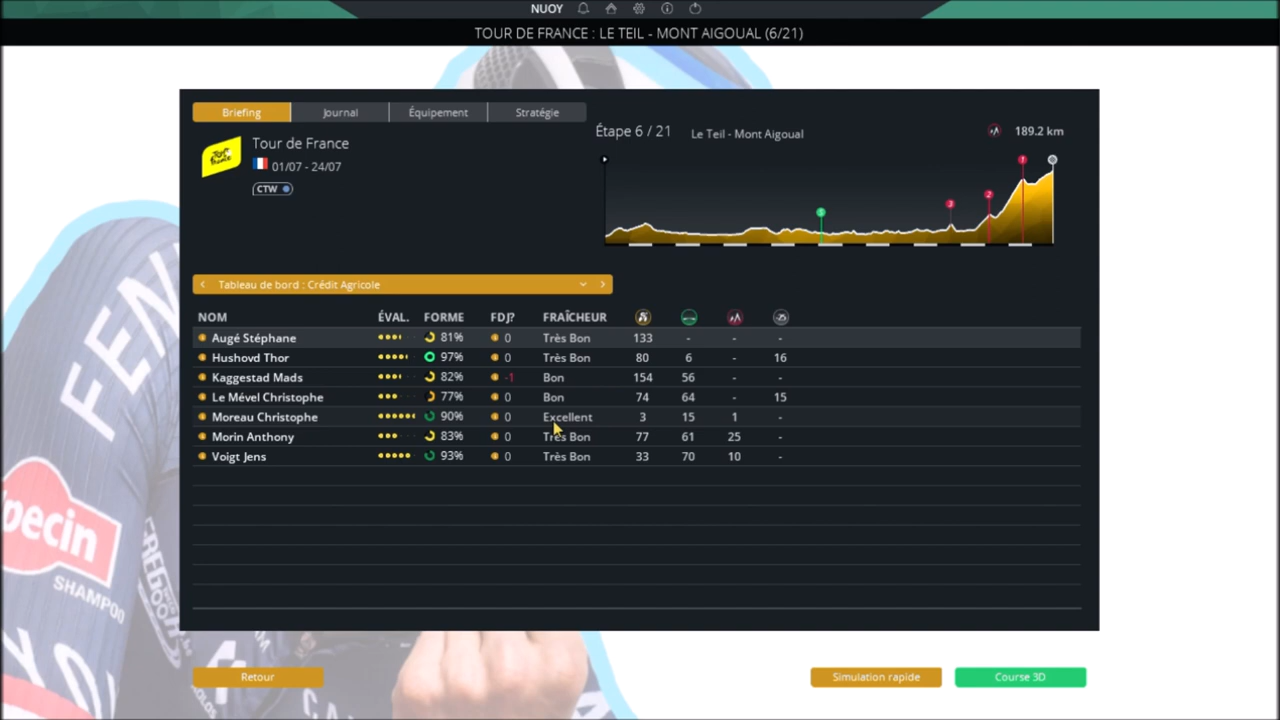 NUOY
TOUR DE FRANCE : LE TEIL - MONT AIGOUAL (6/21)
Briefing Journal Équipement Stratégie
Tour de France
01/07 - 24/07
CTW
Étape 6 / 21 Le Teil - Mont Aigoual 189.2 km
Tableau de bord : Crédit Agricole
NOM ÉVAL. FORME FDJ? FRAÎCHEUR
Augé Stéphane 81% 0 Très Bon 133 - - -
Hushovd Thor 97% 0 Très Bon 80 6 - 16
Kaggestad Mads 82% -1 Bon 154 56 - -
Le Mével Christophe 77% 0 Bon 74 64 - 15
Moreau Christophe 90% 0 Excellent 3 15 1 -
Morin Anthony 83% 0 Très Bon 77 61 25 -
Voigt Jens 93% 0 Très Bon 33 70 10 -
Retour Simulation rapide Course 3D
FEN
SHAMPOO